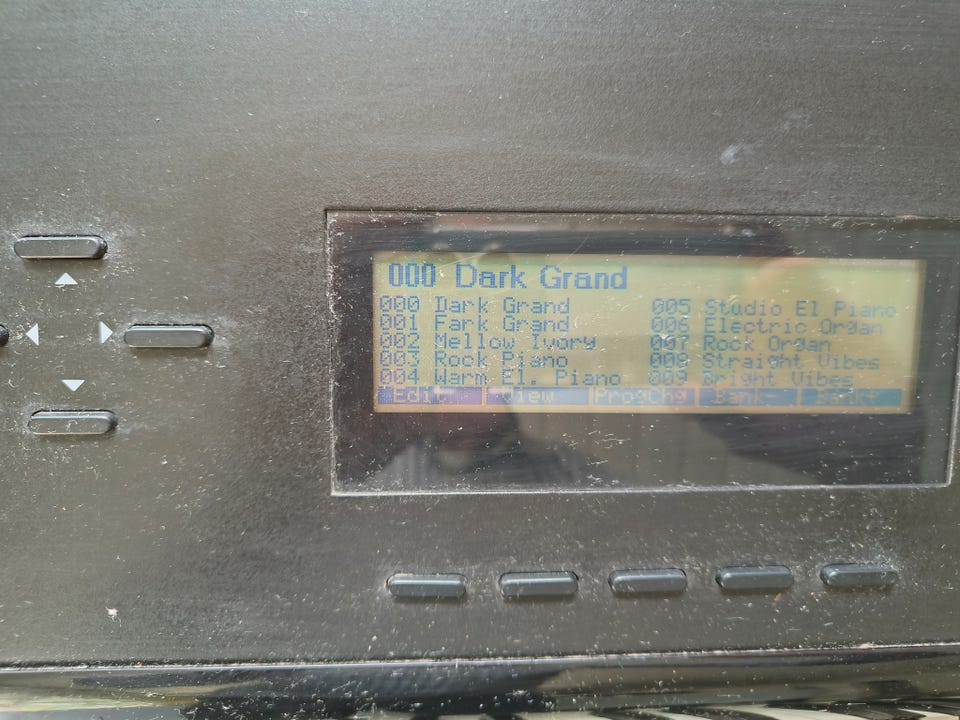 000 Dark Grand
000 Dark Grand
001 Fark Grand
002 Mellow Ivory
003 Rock Piano
004 Warm El. Piano
005 Studio El Piano
006 Electric Organ
007 Rock Organ
008 Straight Vibes
009 Bright Vibes
Edit View ProgChg Bank- Bank+